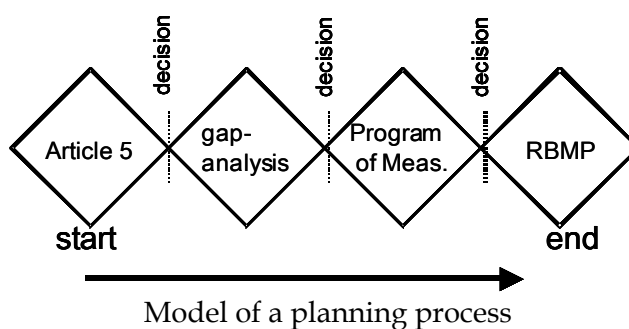 decision
decision
decision
Article 5
gap-
analysis
Program
of Meas.
RBMP
start
end
Model of a planning process